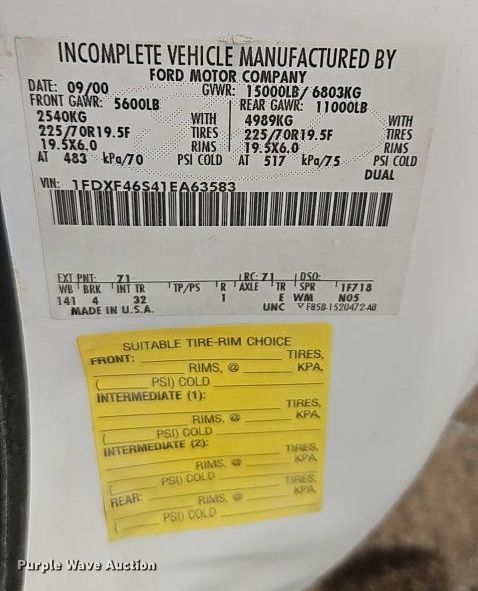 INCOMPLETE VEHICLE MANUFACTURED BY
FORD MOTOR COMPANY
DATE: 09/00 GVWR: 15000LB/ 6803KG
FRONT GAWR: 5600LB REAR GAWR: 11000LB
2540KG WITH 4989KG WITH
225/70R19.5F TIRES 225/70R19.5F TIRES
19.5X6.0 RIMS 19.5X6.0 RIMS
AT 483 kPa/70 PSI COLD AT 517 kPa/75 PSI COLD
DUAL
VIN: 1FDXF46S41EA63583
EXT PNT: 71 RC: 71 DSO:
WB BRK INT TR TP/PS R AXLE TR SPR 1F718
141 4 32 1 E WM N05
MADE IN U.S.A. UNC F85B-1520472-AB
SUITABLE TIRE-RIM CHOICE
FRONT: TIRES,
RIMS, @ KPA,
( PSI) COLD
INTERMEDIATE (1): TIRES,
RIMS, @ KPA,
( PSI) COLD
INTERMEDIATE (2): TIRES,
RIMS, @ KPA,
( PSI) COLD
REAR: TIRES,
RIMS, @ KPA,
( PSI) COLD
Purple Wave Auction